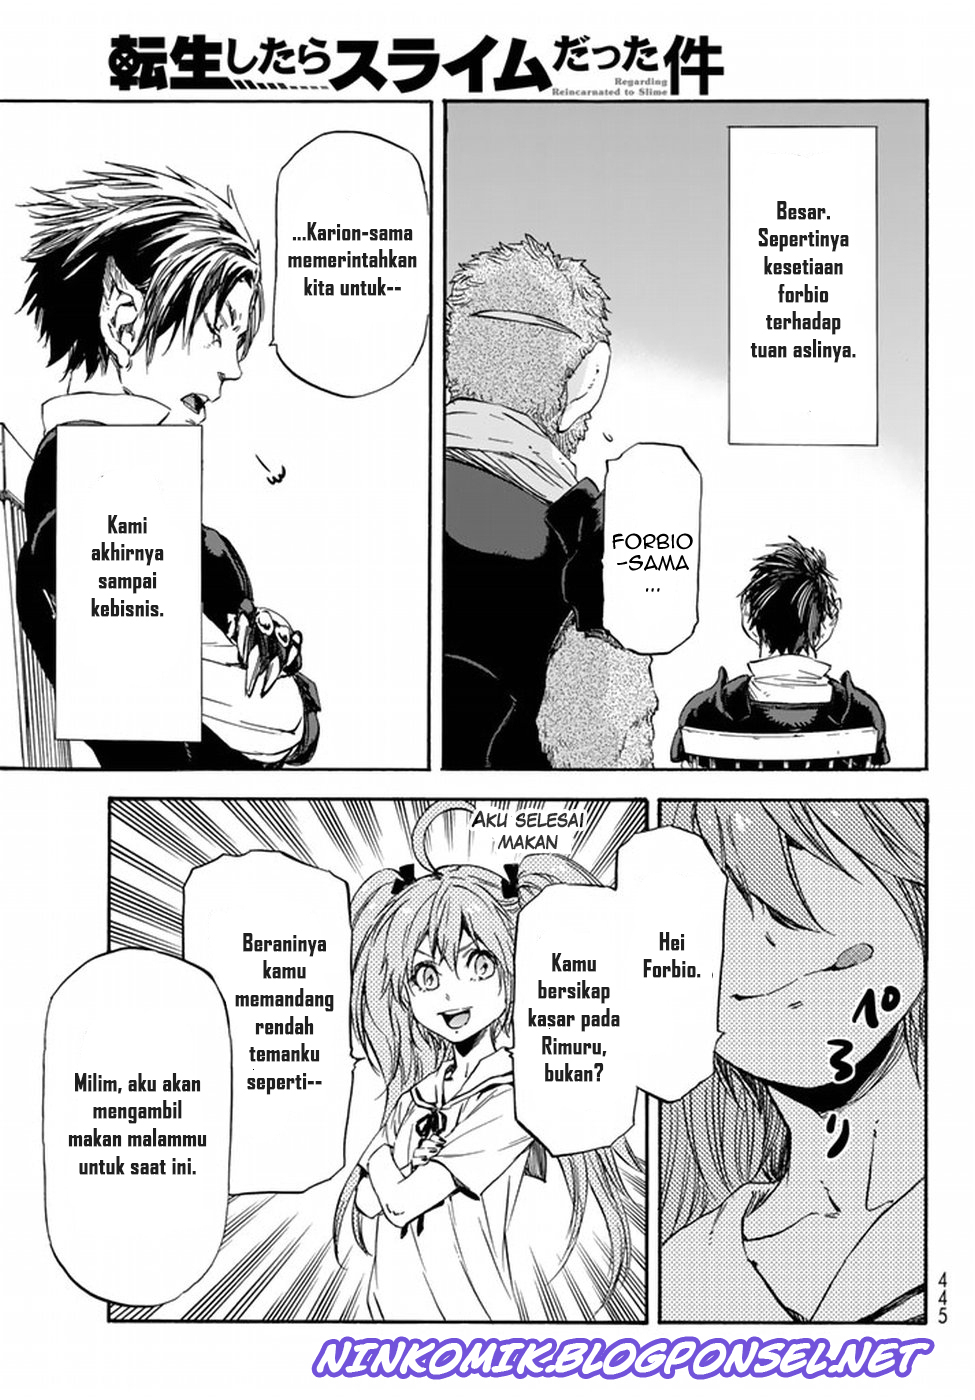 転生したらスライムだった件
Regarding
Reincarnated to Slime
Besar.
Sepertinya
kesetiaan
forbio
terhadap
tuan aslinya.
FORBIO
-SAMA
...
...Karion-sama
memerintahkan
kita untuk--
Kami
akhirnya
sampai
kebisnis.
Hei
Forbio.
ペロリ
Kamu
bersikap
kasar pada
Rimuru,
bukan?
AKU SELESAI
MAKAN
Beraninya
kamu
memandang
rendah
temanku
seperti--
Milim, aku akan
mengambil
makan malammu
untuk saat ini.
445
NINKOMIK.BLOGPONSEL.NET